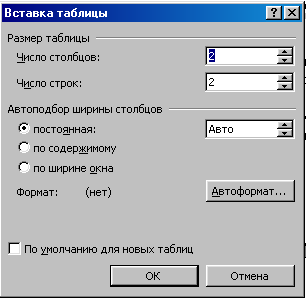 Вставка таблицы
Размер таблицы
Число столбцов: 2
Число строк: 2
Автоподбор ширины столбцов
постоянная: Авто
по содержимому
по ширине окна
Формат: (нет) Автоформат...
По умолчанию для новых таблиц
ОК Отмена